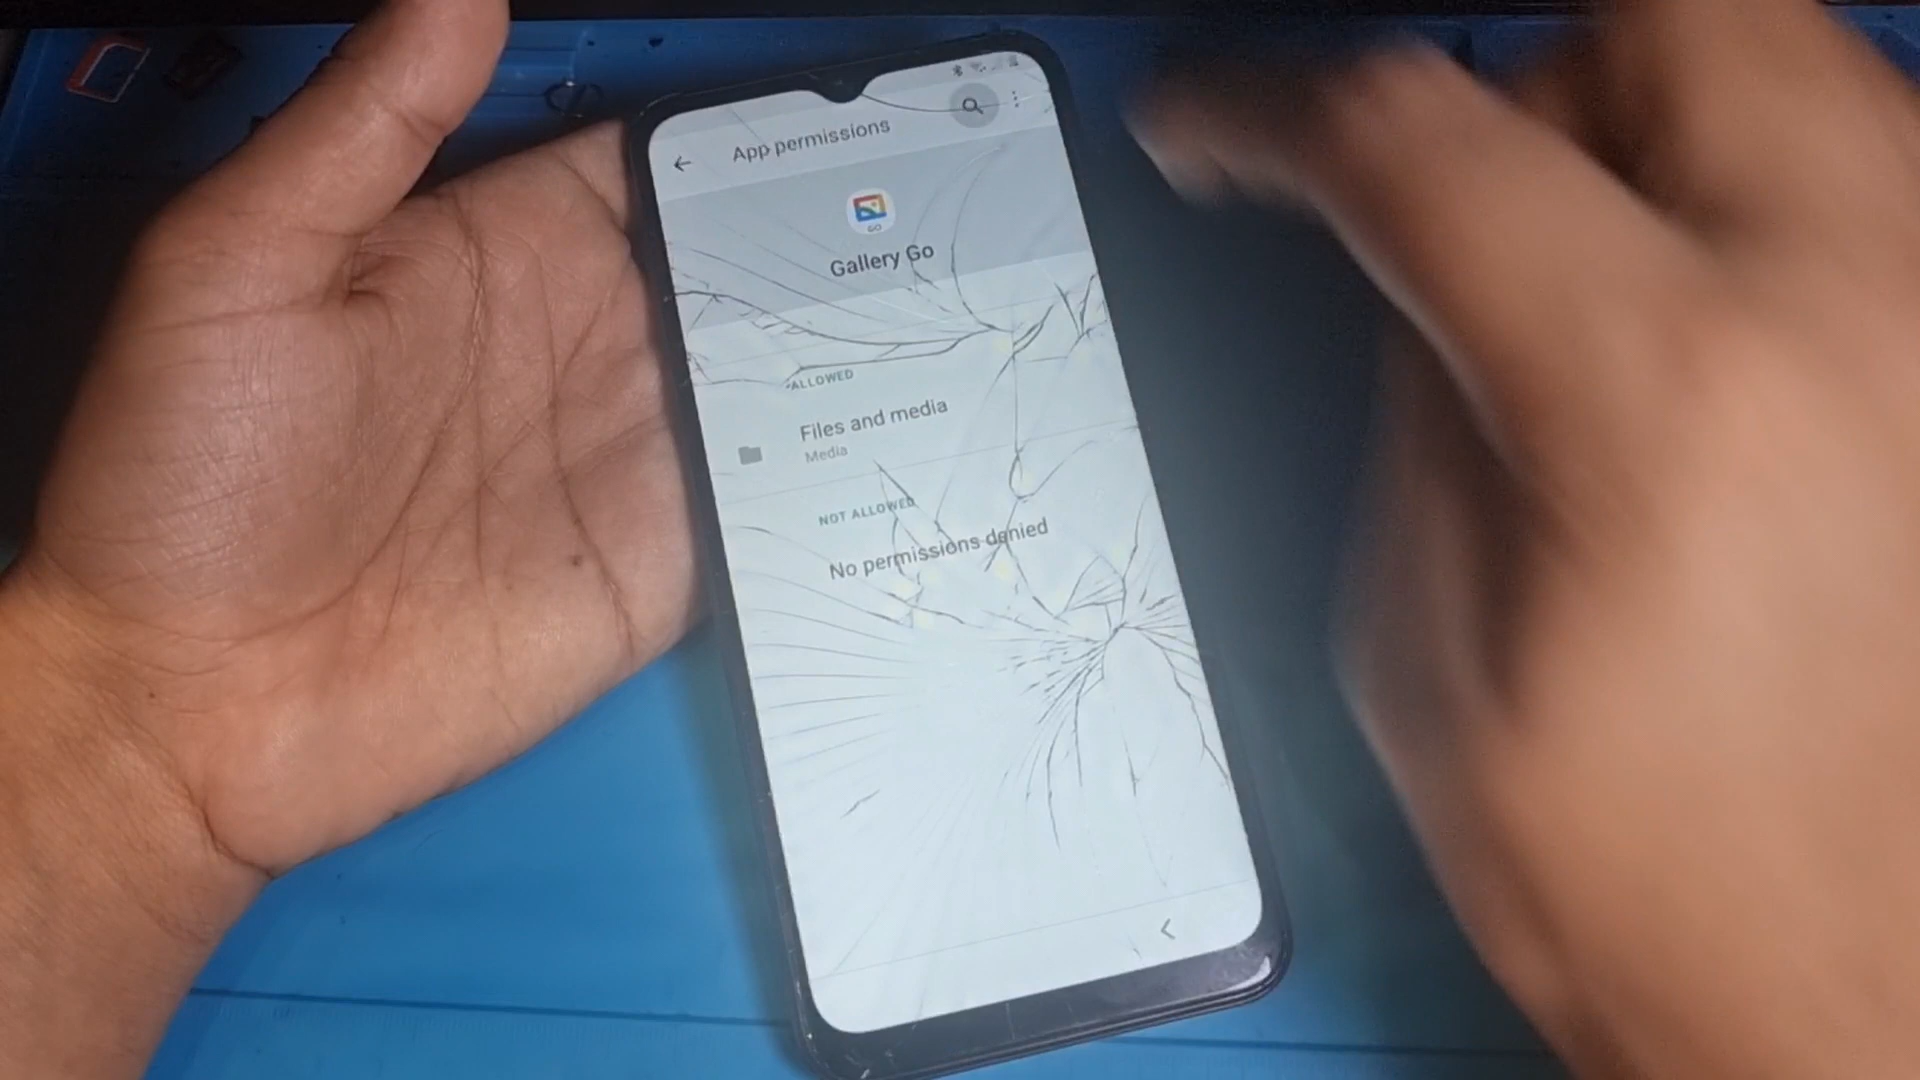 App permissions
GO
Gallery Go
ALLOWED
Files and media
Media
NOT ALLOWED
No permissions denied